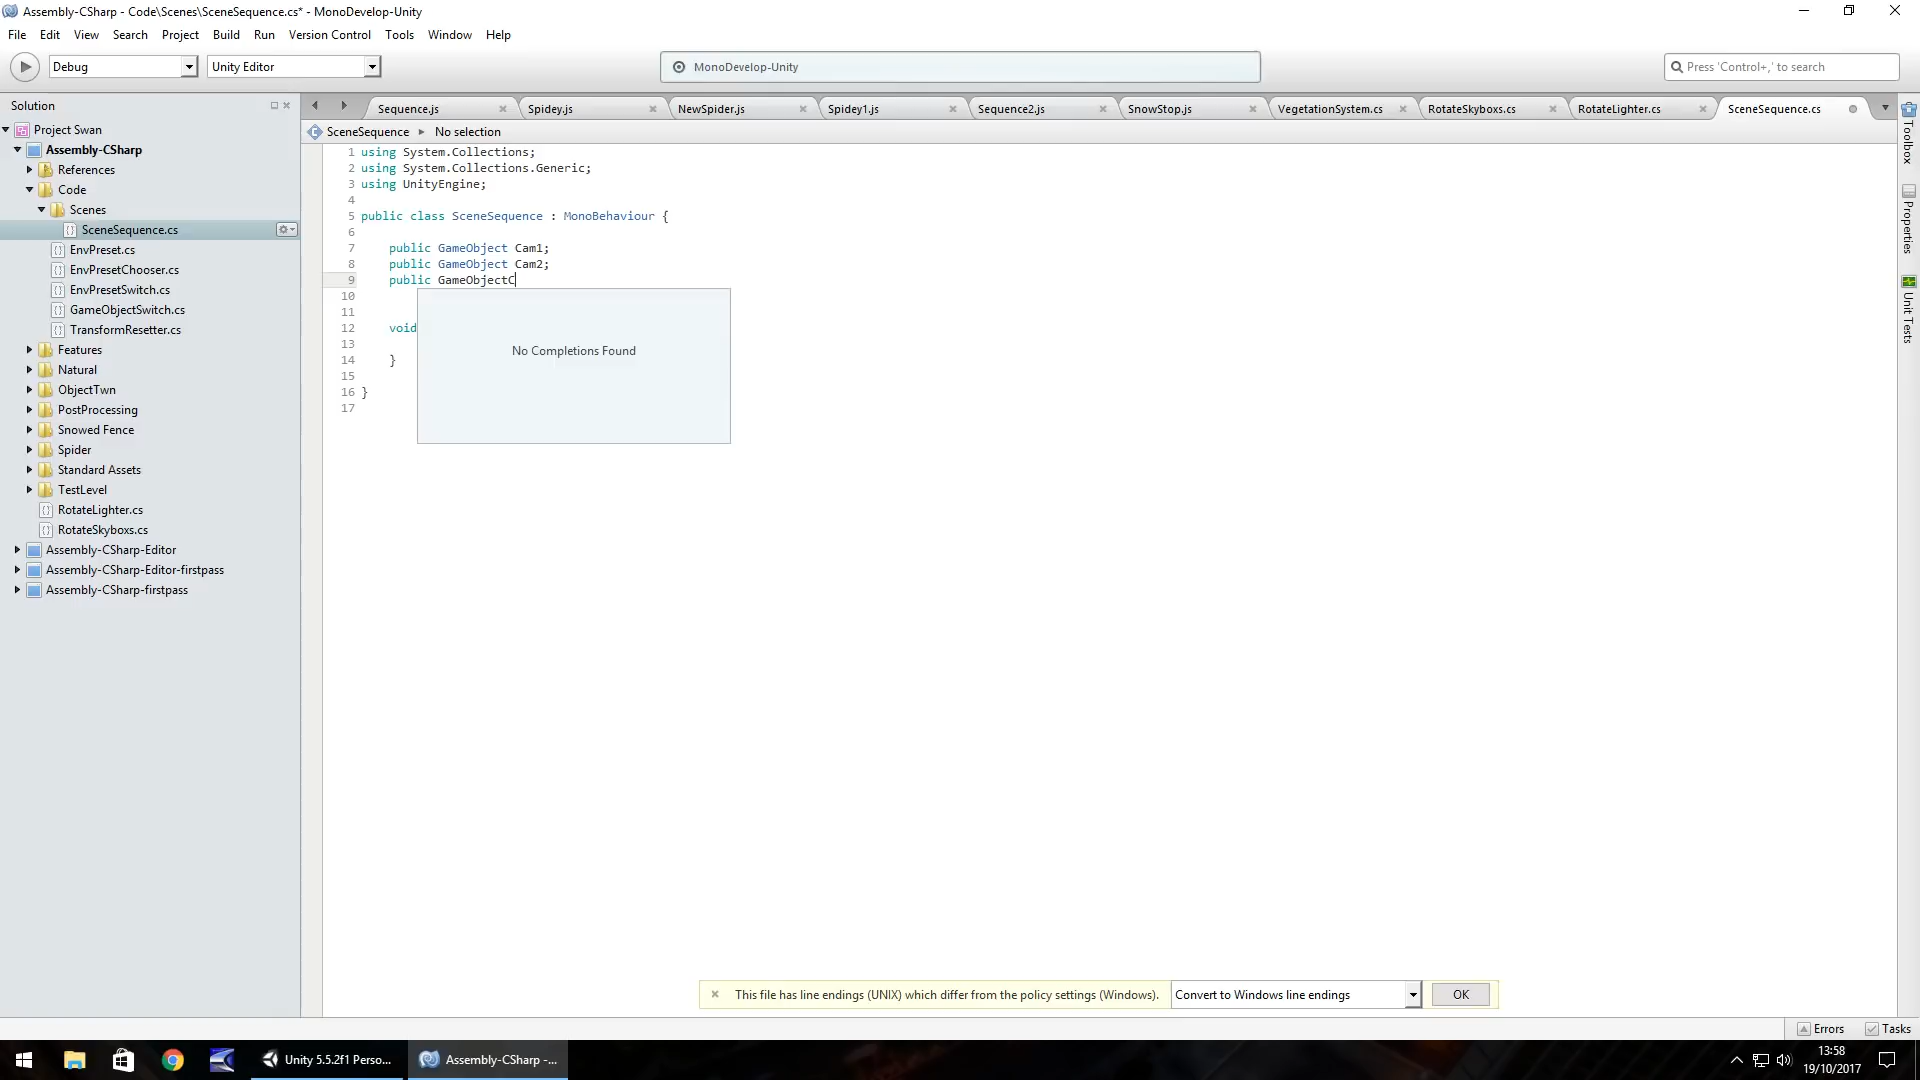 Assembly-CSharp - Code\Scenes\SceneSequence.cs* - MonoDevelop-Unity
File Edit View Search Project Build Run Version Control Tools Window Help
Debug Unity Editor MonoDevelop-Unity Press 'Control+,' to search
Solution
Sequence.js Spidey.js NewSpider.js Spidey1.js Sequence2.js SnowStop.js VegetationSystem.cs RotateSkyboxs.cs RotateLighter.cs SceneSequence.cs
SceneSequence No selection
Project Swan
Assembly-CSharp
References
Code
Scenes
SceneSequence.cs
EnvPreset.cs
EnvPresetChooser.cs
EnvPresetSwitch.cs
GameObjectSwitch.cs
TransformResetter.cs
Features
Natural
ObjectTwn
PostProcessing
Snowed Fence
Spider
Standard Assets
TestLevel
RotateLighter.cs
RotateSkyboxs.cs
Assembly-CSharp-Editor
Assembly-CSharp-Editor-firstpass
Assembly-CSharp-firstpass
1 using System.Collections;
2 using System.Collections.Generic;
3 using UnityEngine;
4
5 public class SceneSequence : MonoBehaviour {
6
7 public GameObject Cam1;
8 public GameObject Cam2;
9 public GameObjectC
10
11
12 void
13
14 }
15
16 }
17
No Completions Found
Toolbox
Properties
Unit Tests
This file has line endings (UNIX) which differ from the policy settings (Windows). Convert to Windows line endings OK
Errors Tasks
Unity 5.5.2f1 Perso... Assembly-CSharp -...
13:58
19/10/2017